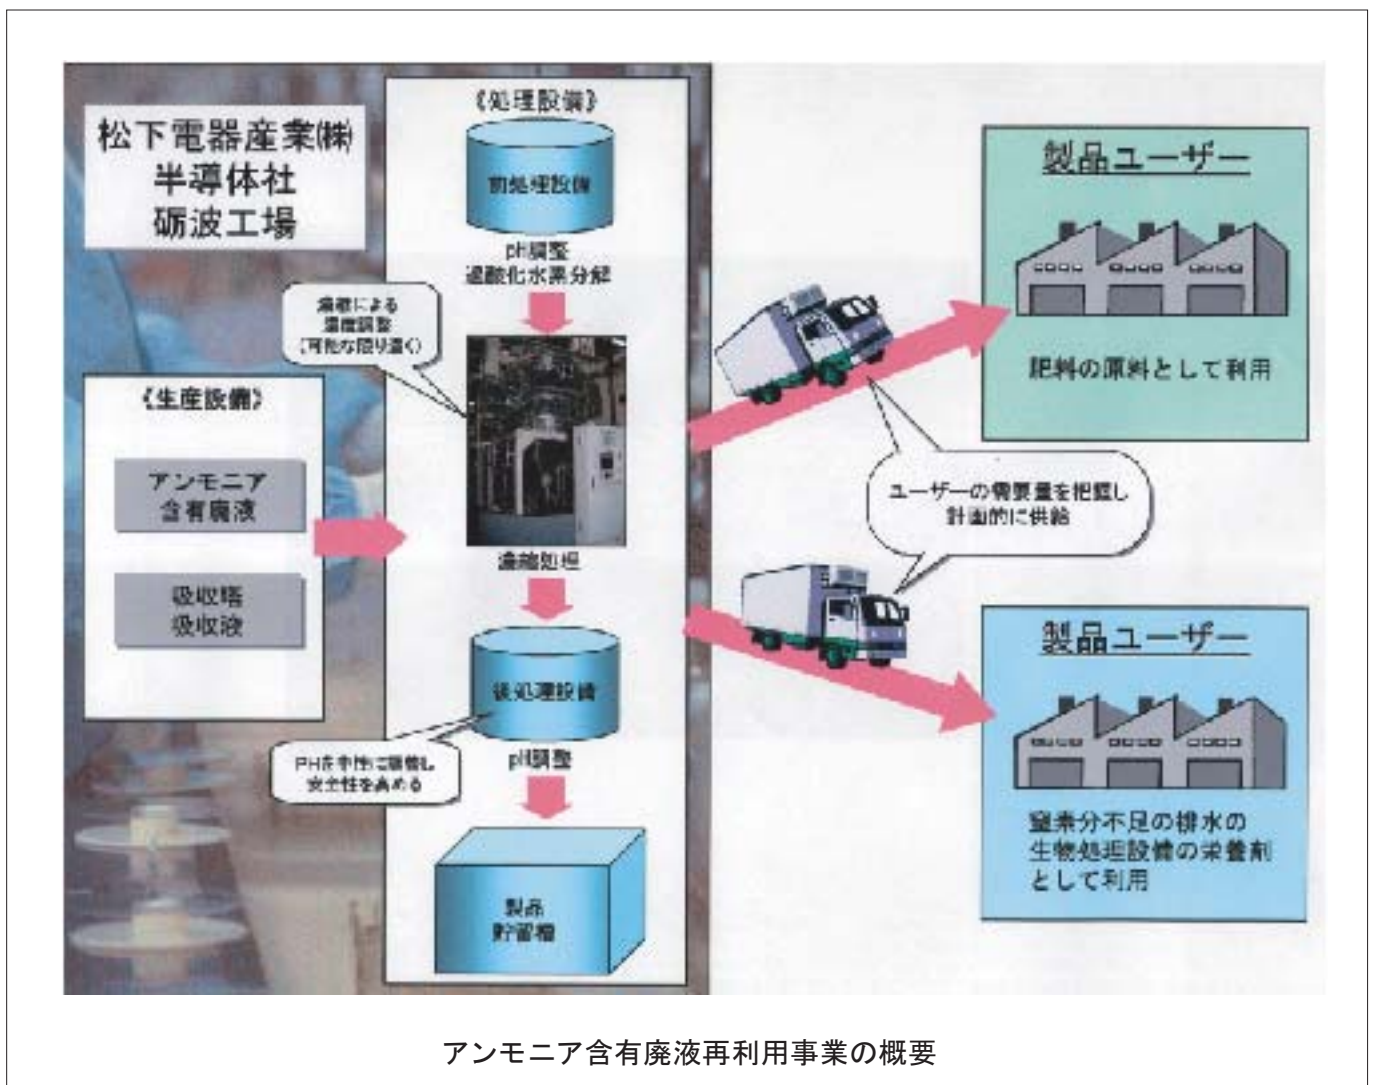 松下電器産業㈱
半導体社
砺波工場
《生産設備》
アンモニア
含有廃液
吸収塔
吸収液
《処理設備》
前処理設備
pH調整
過酸化水素分解
による
濃度調整
(可能な限り濃く)
濃縮処理
後処理設備
PHを中性に調整し
安全性を高める
pH調整
製品
貯留槽
ユーザーの需要量を把握し
計画的に供給
製品ユーザー
肥料の原料として利用
製品ユーザー
窒素分不足の排水の
生物処理設備の栄養剤
として利用
アンモニア含有廃液再利用事業の概要